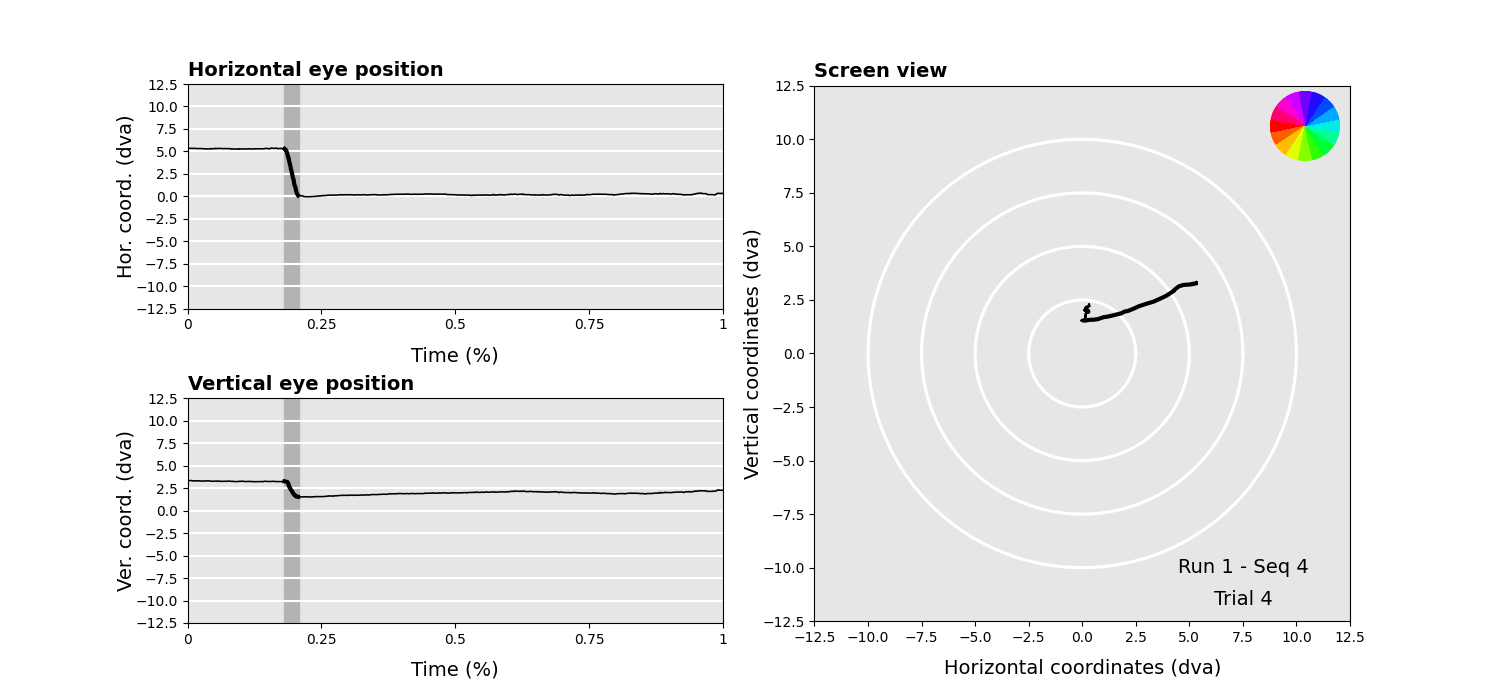 Horizontal eye position
Hor. coord. (dva)
12.5
10.0
7.5
5.0
2.5
0.0
−2.5
−5.0
−7.5
−10.0
−12.5
0 0.25 0.5 0.75 1
Time (%)
Vertical eye position
Ver. coord. (dva)
12.5
10.0
7.5
5.0
2.5
0.0
−2.5
−5.0
−7.5
−10.0
−12.5
0 0.25 0.5 0.75 1
Time (%)
Screen view
Vertical coordinates (dva)
12.5
10.0
7.5
5.0
2.5
0.0
−2.5
−5.0
−7.5
−10.0
−12.5
Run 1 - Seq 4
Trial 4
−12.5 −10.0 −7.5 −5.0 −2.5 0.0 2.5 5.0 7.5 10.0 12.5
Horizontal coordinates (dva)